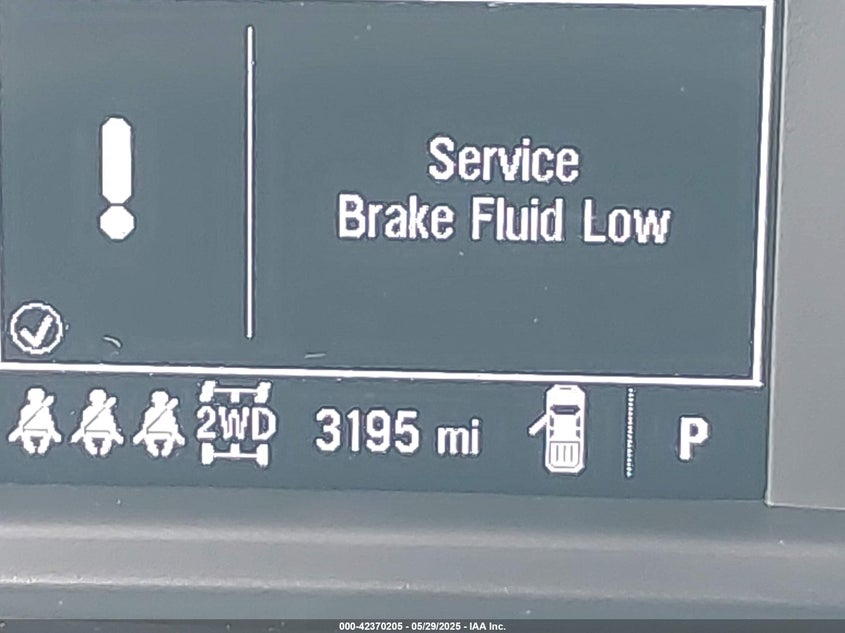 Service
Brake Fluid Low
2WD 3195 mi P
000-42370205 - 05/29/2025 - IAA Inc.